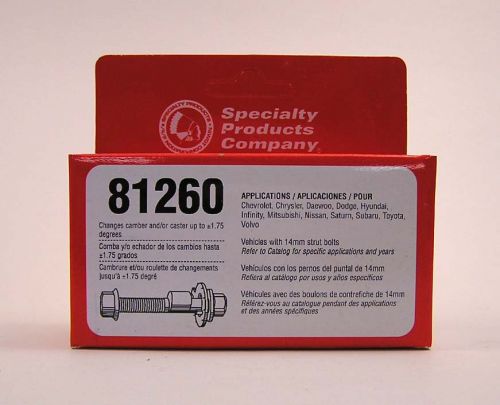 Specialty
Products
Company
81260
Changes camber and/or caster up to ±1.75
degrees
Comba y/o echador de los cambios hasta
±1.75 grados
Cambrure et/ou roulette de changements
jusqu'à ±1.75 degré
APPLICATIONS / APLICACIONES / POUR
Chevrolet, Chrysler, Daewoo, Dodge, Hyundai,
Infinity, Mitsubishi, Nissan, Saturn, Subaru, Toyota,
Volvo
Vehicles with 14mm strut bolts
Refer to Catalog for specific applications and years
Vehículos con los pernos del puntal de 14mm
Refiera al catálogo por usos y años específicos
Véhicules avec des boulons de contrefiche de 14mm
Référez-vous au catalogue pendant des applications
et des années spécifiques